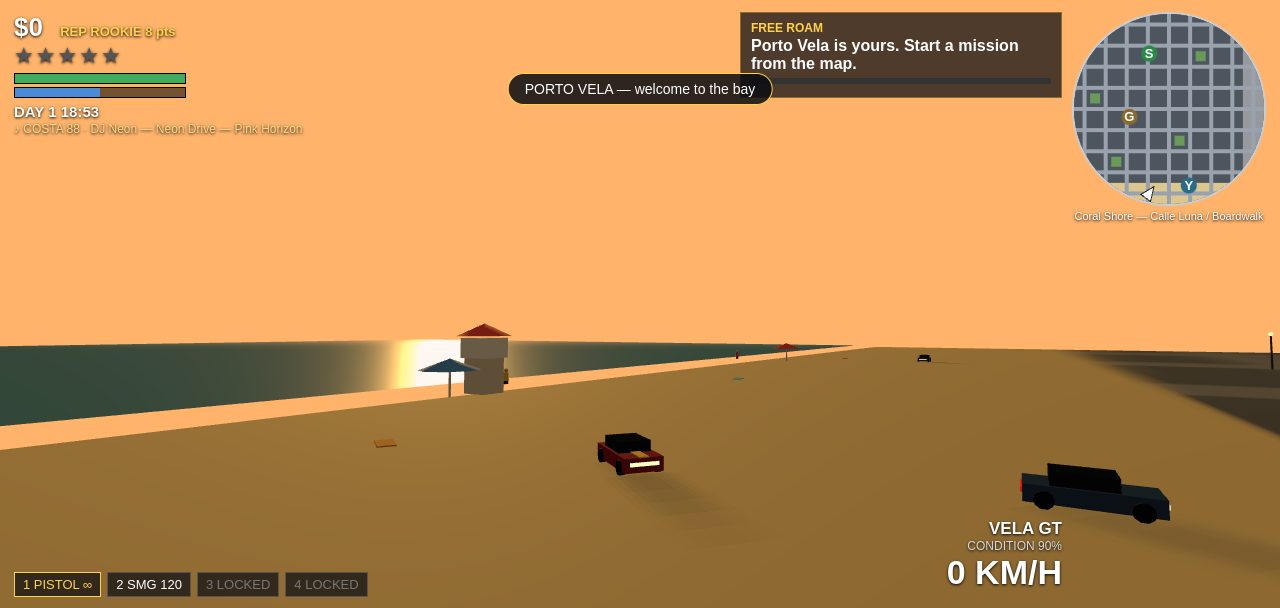 $0 REP ROOKIE 8 pts
★★★★★
DAY 1 18:53
♪ COSTA 88 · DJ Neon — Neon Drive — Pink Horizon
FREE ROAM
Porto Vela is yours. Start a mission
from the map.
PORTO VELA — welcome to the bay
S
G
Y
Coral Shore — Calle Luna / Boardwalk
VELA GT
CONDITION 90%
0 KM/H
1 PISTOL ∞ 2 SMG 120 3 LOCKED 4 LOCKED